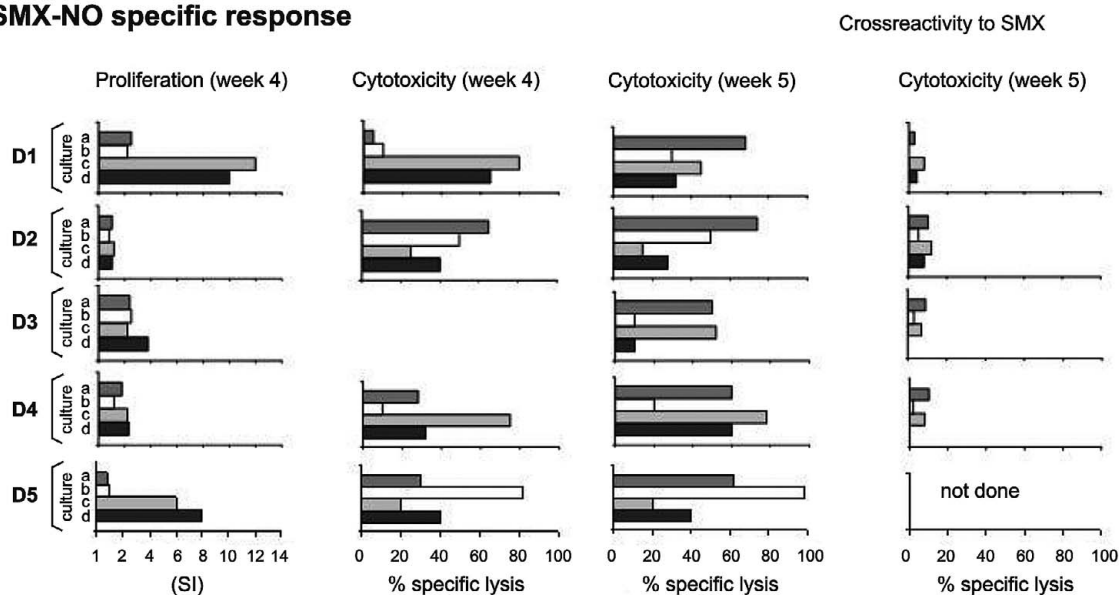 SMX-NO specific response
Crossreactivity to SMX
Proliferation (week 4) Cytotoxicity (week 4) Cytotoxicity (week 5) Cytotoxicity (week 5)
D1 culture a b c d
D2 culture a b c d
D3 culture a b c d
D4 culture a b c d
D5 culture a b c d
not done
1 2 4 6 8 10 12 14 0 20 40 60 80 100 0 20 40 60 80 100 0 20 40 60 80 100
(SI) % specific lysis % specific lysis % specific lysis